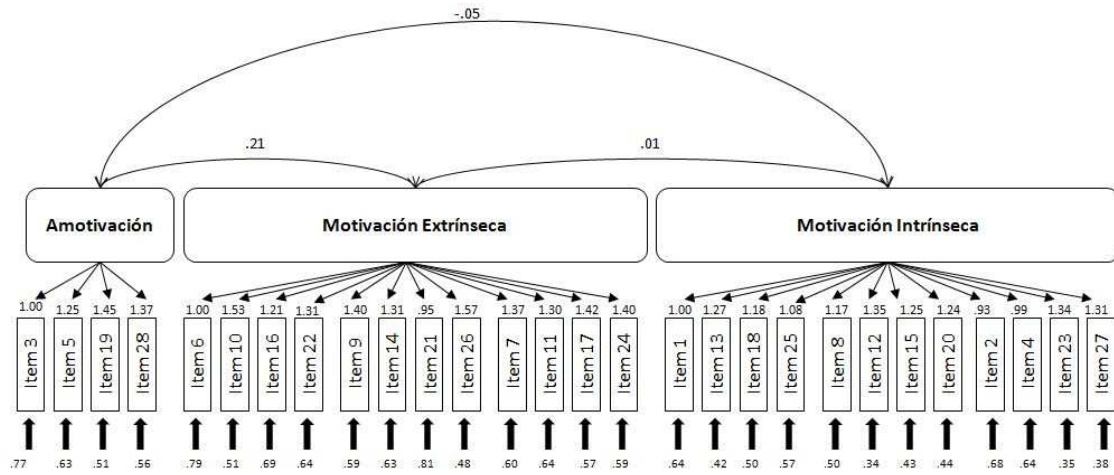 -.05
.21 .01
Amotivación Motivación Extrínseca Motivación Intrínseca
1.00 1.25 1.45 1.37 1.00 1.53 1.21 1.31 1.40 1.31 .95 1.57 1.37 1.30 1.42 1.40 1.00 1.27 1.18 1.08 1.17 1.35 1.25 1.24 .93 .99 1.34 1.31
Item 3 Item 5 Item 19 Item 28 Item 6 Item 10 Item 16 Item 22 Item 9 Item 14 Item 21 Item 26 Item 7 Item 11 Item 17 Item 24 Item 1 Item 13 Item 18 Item 25 Item 8 Item 12 Item 15 Item 20 Item 2 Item 4 Item 23 Item 27
.77 .63 .51 .56 .79 .51 .69 .64 .59 .63 .81 .48 .60 .64 .57 .59 .64 .42 .50 .57 .50 .34 .43 .44 .68 .64 .35 .38